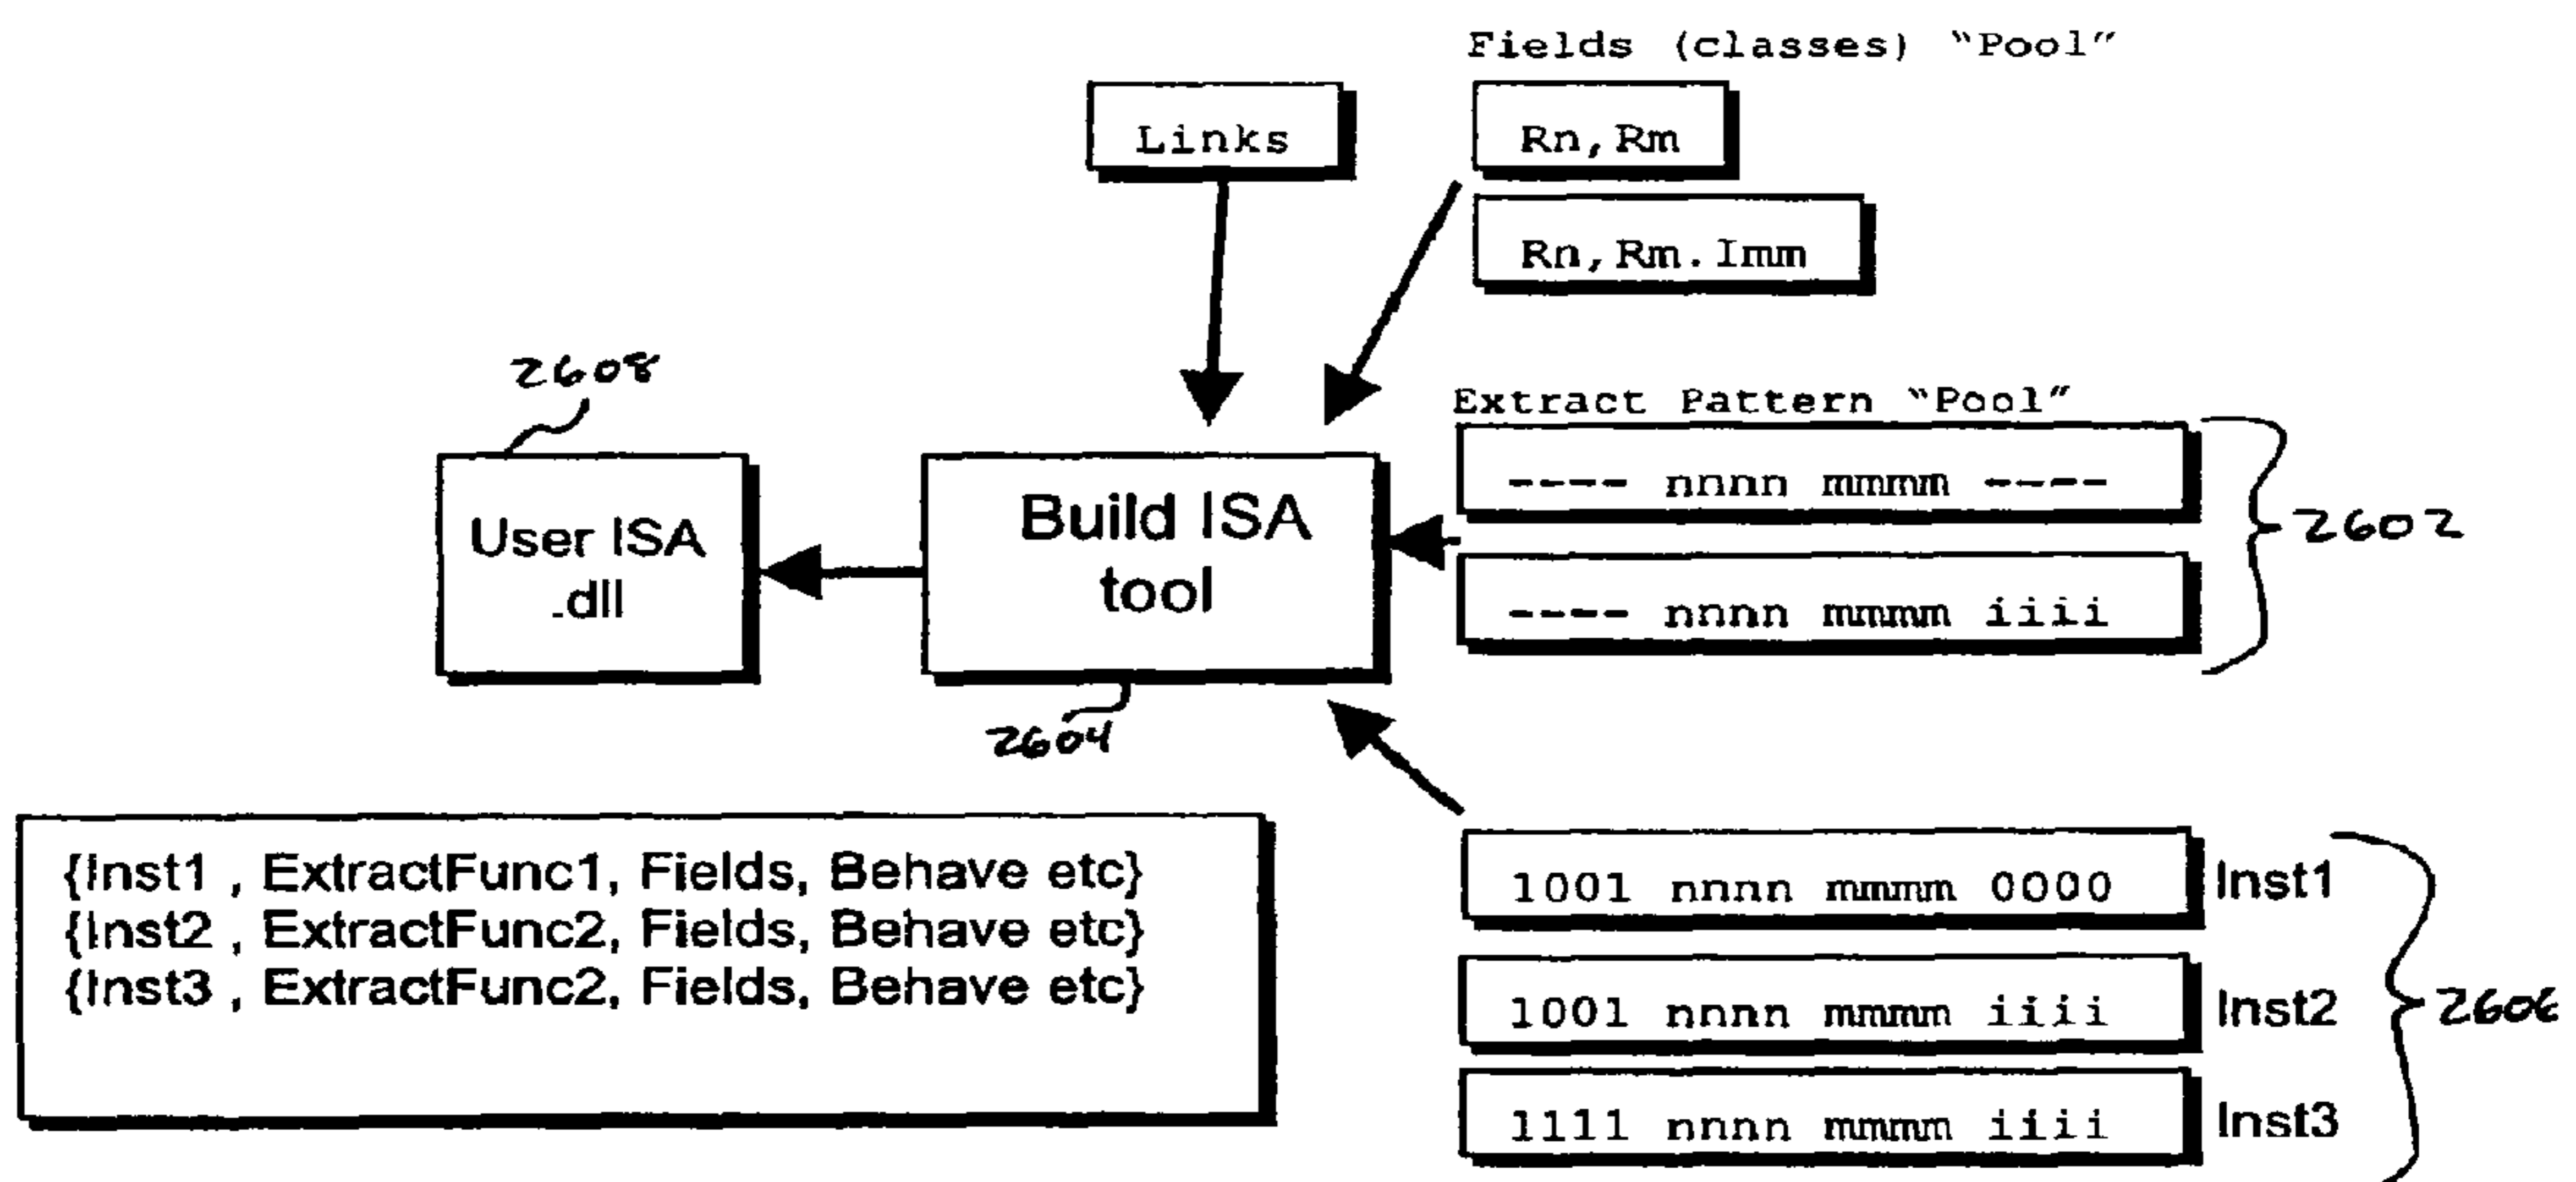 Fields (classes) “Pool”
Links
Rn,Rm
Rn,Rm.Imm
2608
Extract Pattern “Pool”
---- nnnn mmmm ----
2602
---- nnnn mmmm iiii
User ISA
.dll
Build ISA
tool
2604
{Inst1 , ExtractFunc1, Fields, Behave etc}
{Inst2 , ExtractFunc2, Fields, Behave etc}
{Inst3 , ExtractFunc2, Fields, Behave etc}
1001 nnnn mmmm 0000 Inst1
1001 nnnn mmmm iiii Inst2
2606
1111 nnnn mmmm iiii Inst3